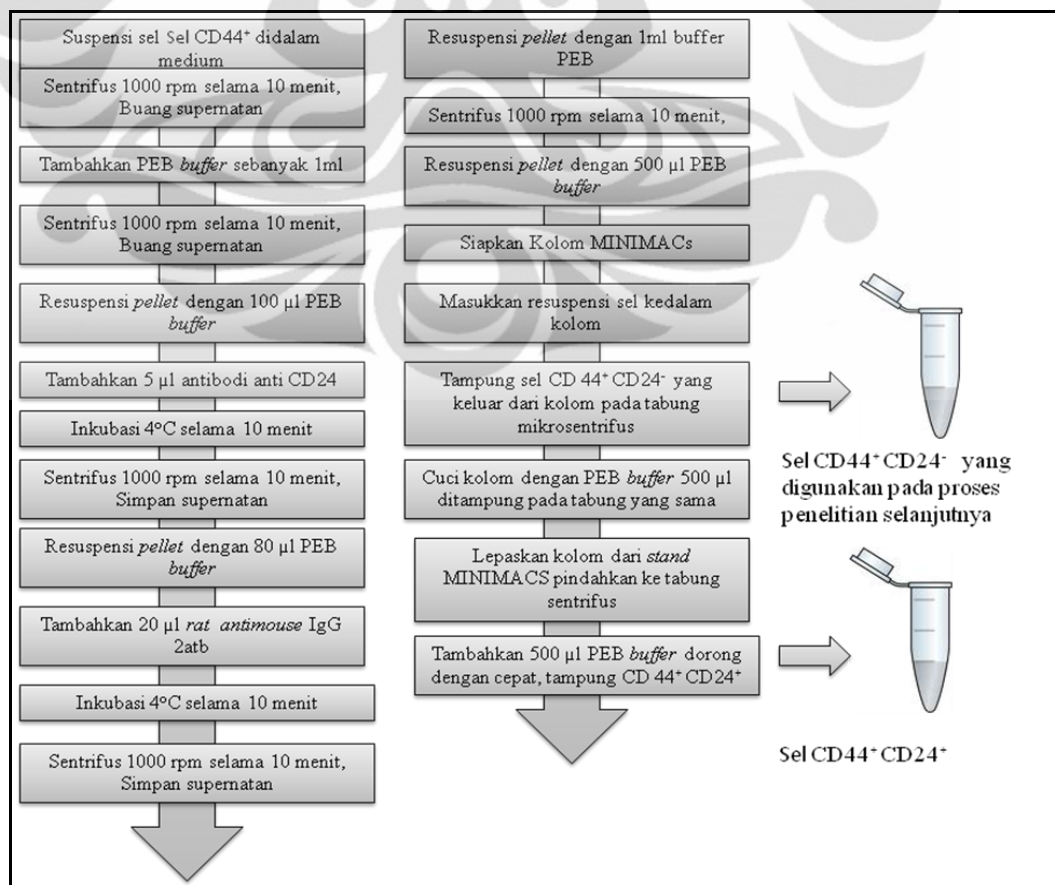 Suspensi sel Sel CD44⁺ didalam
medium
Sentrifus 1000 rpm selama 10 menit,
Buang supernatan
Tambahkan PEB buffer sebanyak 1ml
Sentrifus 1000 rpm selama 10 menit,
Buang supernatan
Resuspensi pellet dengan 100 µl PEB
buffer
Tambahkan 5 µl antibodi anti CD24
Inkubasi 4ºC selama 10 menit
Sentrifus 1000 rpm selama 10 menit,
Simpan supernatan
Resuspensi pellet dengan 80 µl PEB
buffer
Tambahkan 20 µl rat antimouse IgG
2atb
Inkubasi 4ºC selama 10 menit
Sentrifus 1000 rpm selama 10 menit,
Simpan supernatan
Resuspensi pellet dengan 1ml buffer
PEB
Sentrifus 1000 rpm selama 10 menit,
Resuspensi pellet dengan 500 µl PEB
buffer
Siapkan Kolom MINIMACs
Masukkan resuspensi sel kedalam
kolom
Tampung sel CD 44⁺ CD24⁻ yang
keluar dari kolom pada tabung
mikrosentrifus
Cuci kolom dengan PEB buffer 500 µl
ditampung pada tabung yang sama
Lepaskan kolom dari stand
MINIMACS pindahkan ke tabung
sentrifus
Tambahkan 500 µl PEB buffer dorong
dengan cepat, tampung CD 44⁺ CD24⁺
Sel CD44⁺ CD24⁻ yang
digunakan pada proses
penelitian selanjutnya
Sel CD44⁺ CD24⁺